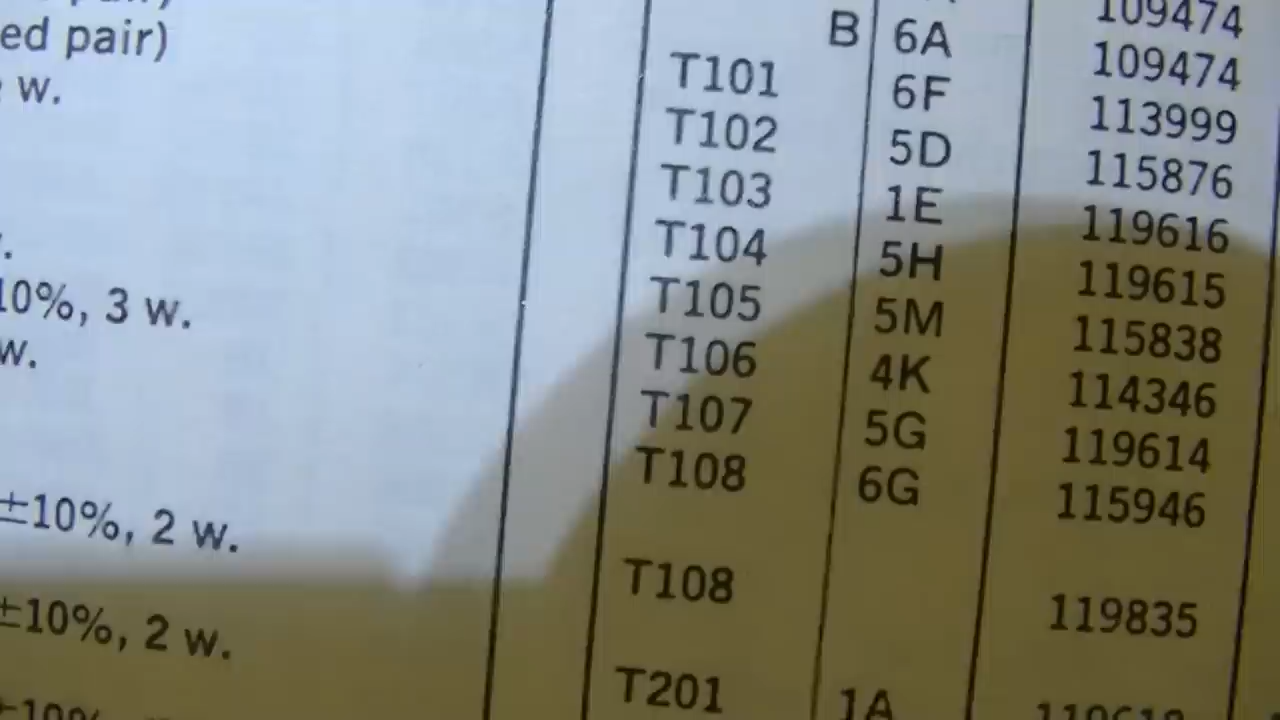 ed pair)
w.
10%, 3 w.
w.
±10%, 2 w.
±10%, 2 w.
109474
B 6A 109474
T101 6F 113999
T102 5D 115876
T103 1E 119616
T104 5H 119615
T105 5M 115838
T106 4K 114346
T107 5G 119614
T108 6G 115946
T108 119835
T201 1A